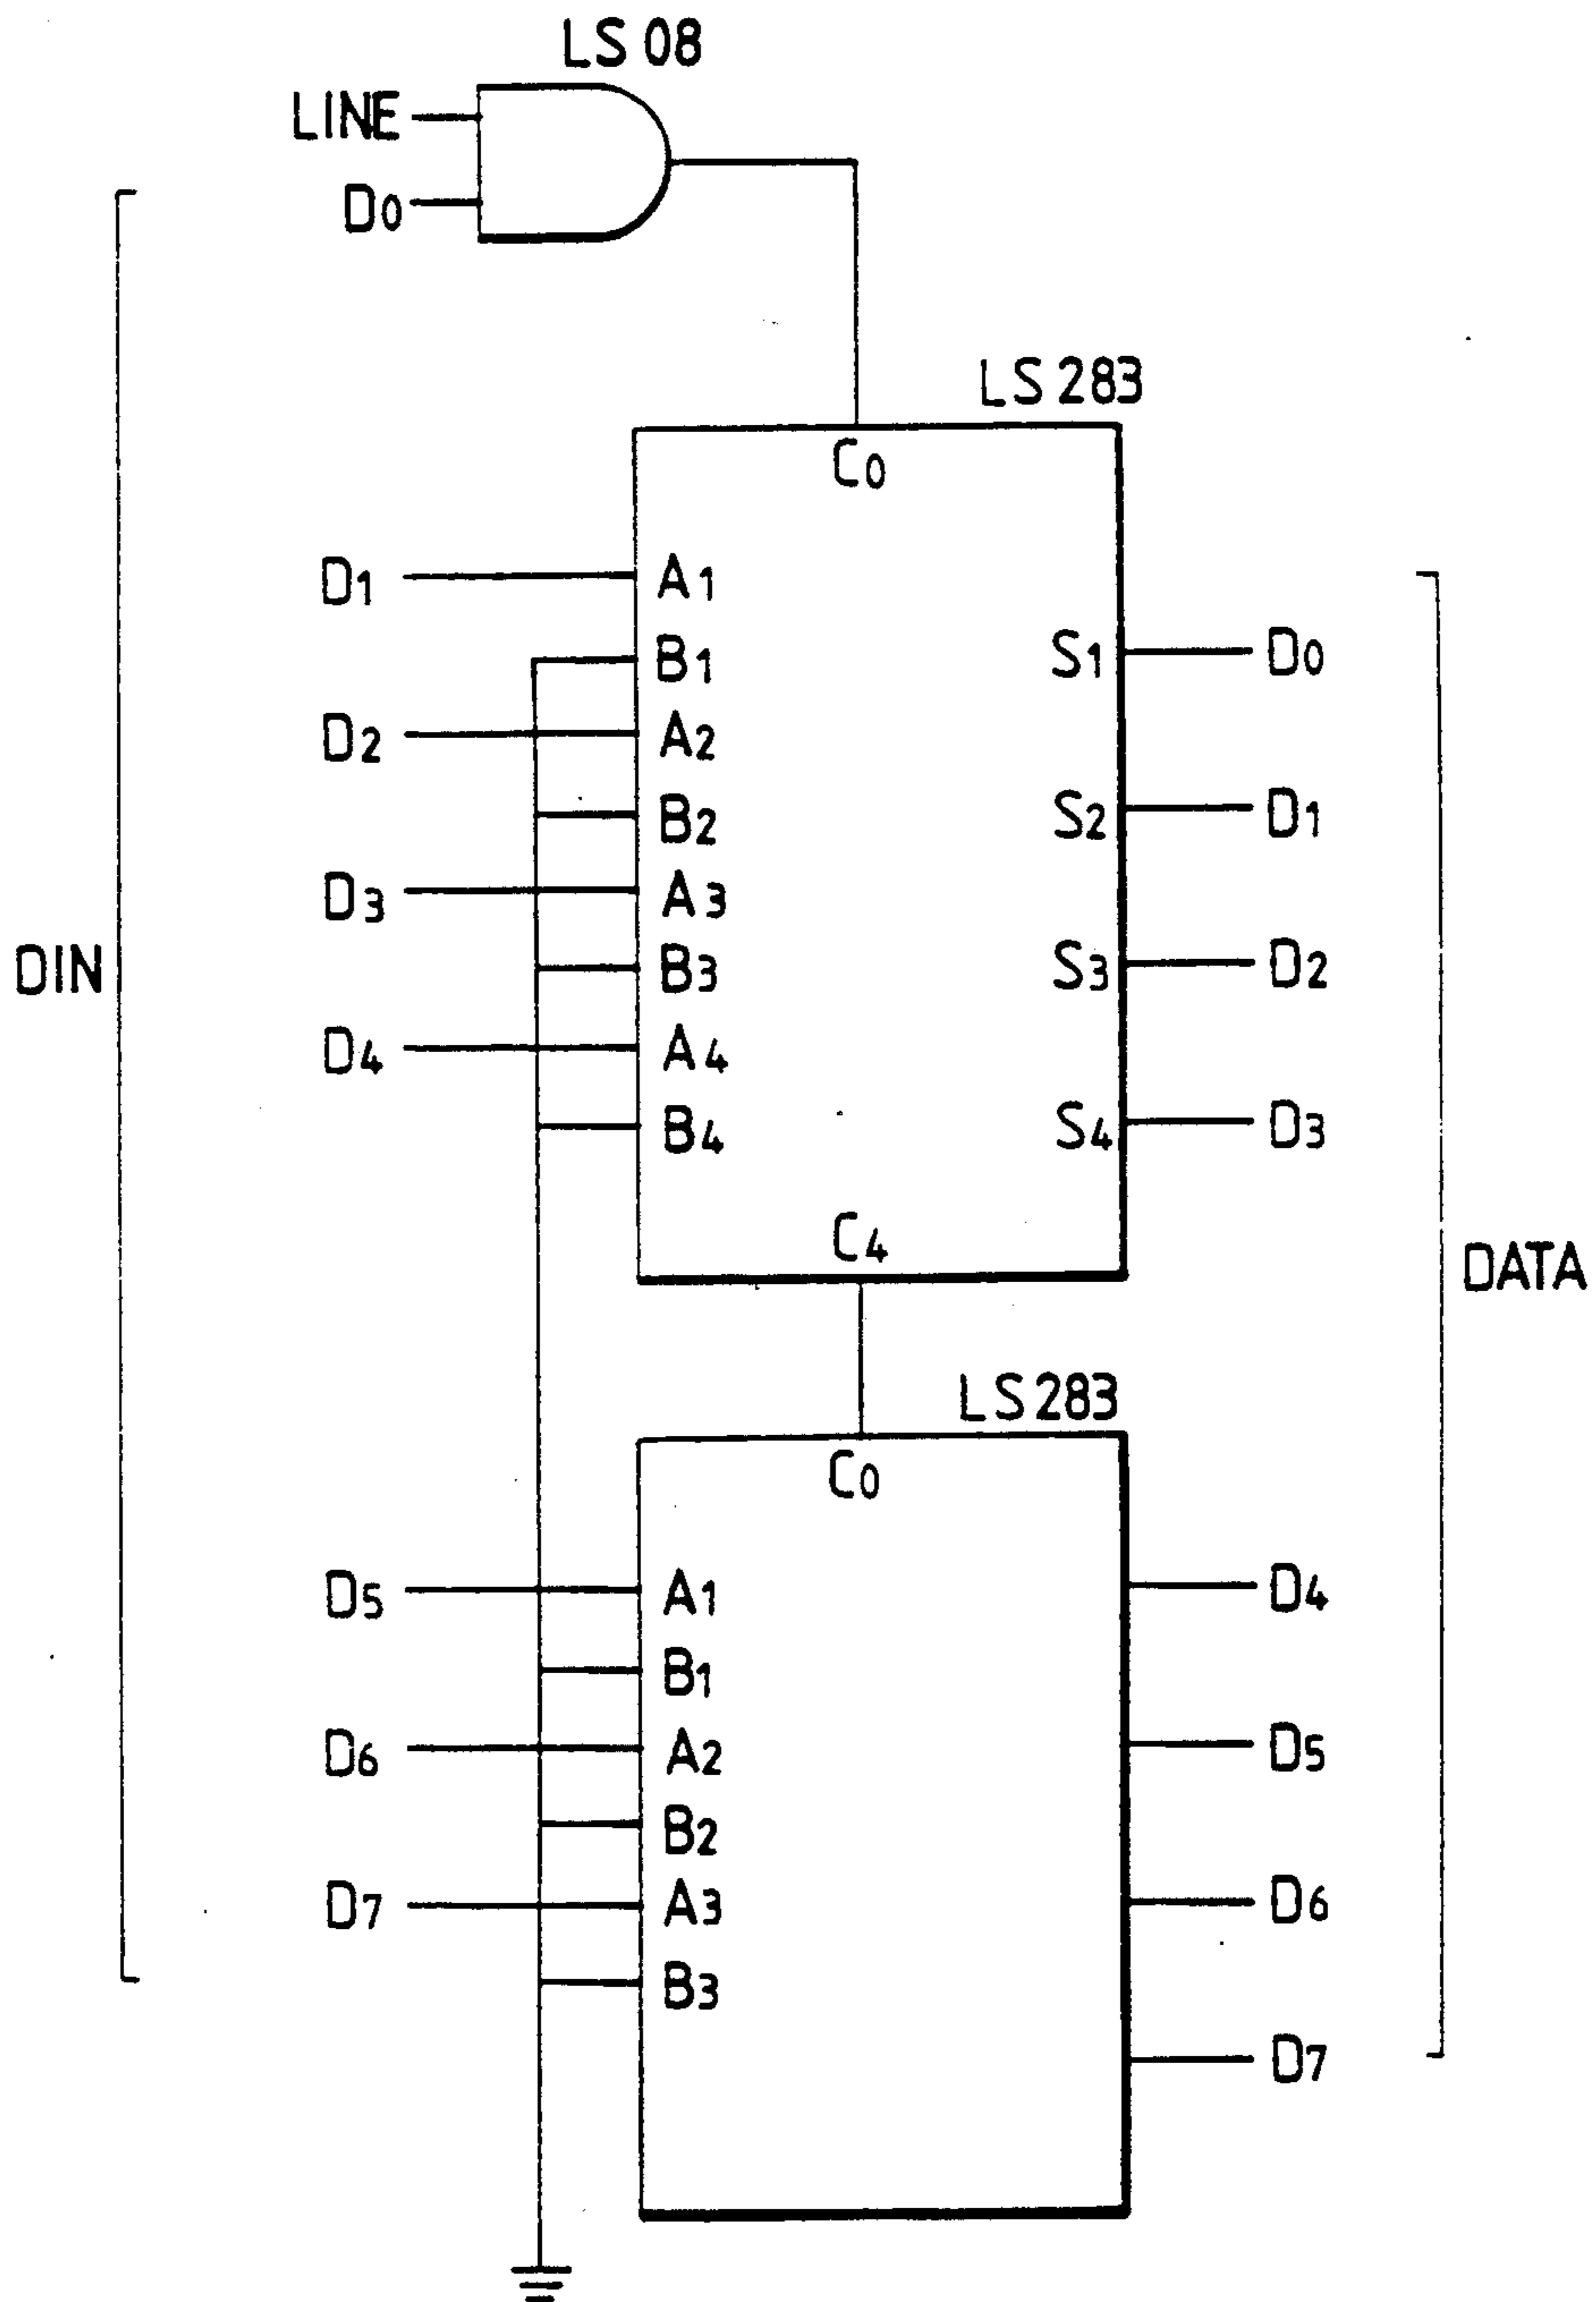 LS 08
LINE
D0
LS 283
C0
D1 A1
B1 S1 D0
D2 A2
B2 S2 D1
D3 A3
DIN B3 S3 D2
D4 A4
B4 S4 D3
C4
DATA
LS 283
C0
D5 A1 D4
B1
D6 A2 D5
B2
D7 A3 D6
B3
D7